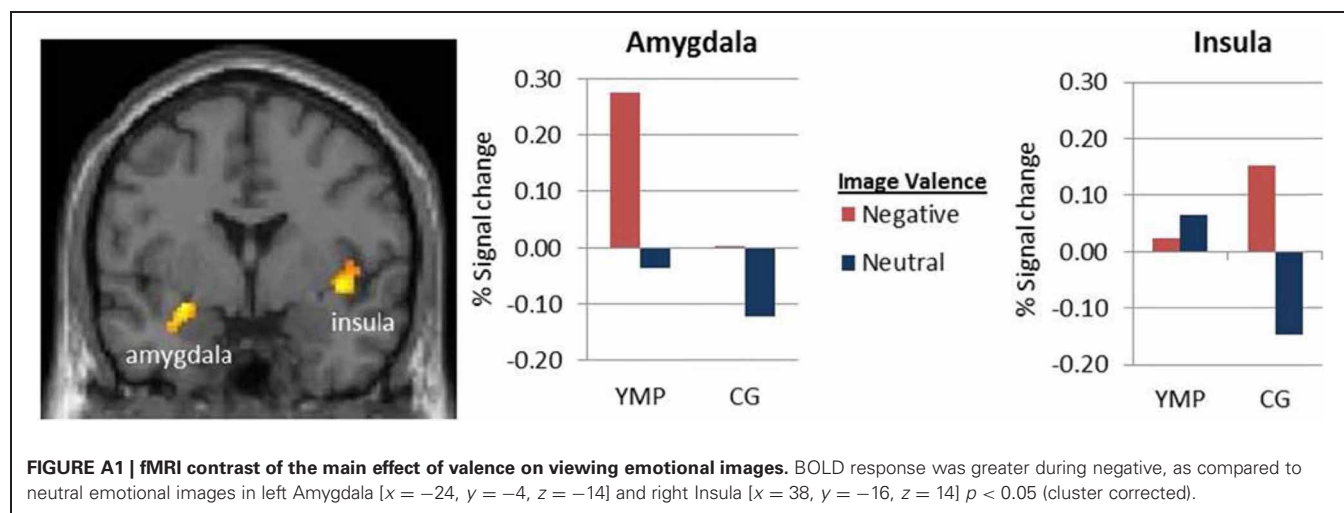 amygdala
insula
Amygdala
% Signal change
0.30
0.20
0.10
0.00
-0.10
-0.20
YMP CG
Image Valence
Negative
Neutral
Insula
% Signal change
0.30
0.20
0.10
0.00
-0.10
-0.20
YMP CG
FIGURE A1 | fMRI contrast of the main effect of valence on viewing emotional images. BOLD response was greater during negative, as compared to
neutral emotional images in left Amygdala [x = −24, y = −4, z = −14] and right Insula [x = 38, y = −16, z = 14] p < 0.05 (cluster corrected).